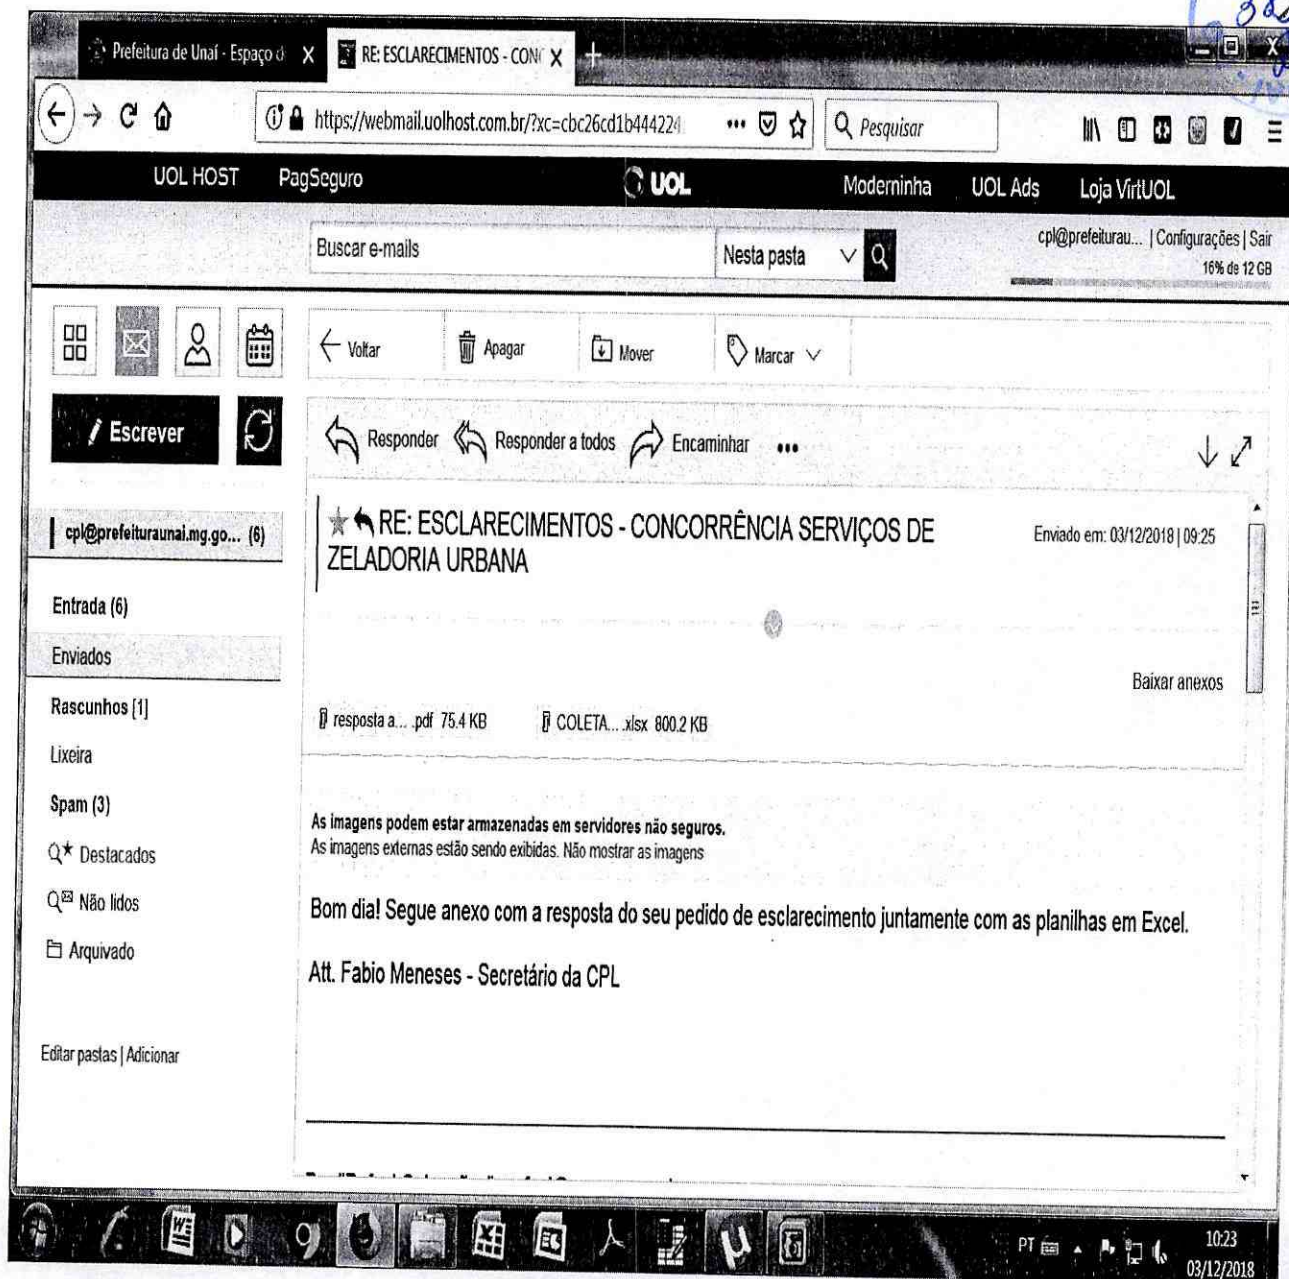 Prefeitura de Unaí - Espaço d X
RE: ESCLARECIMENTOS - CON X
https://webmail.uolhost.com.br/?xc=cbc26cd1b444224
Pesquisar
UOL HOST PagSeguro UOL Moderninha UOL Ads Loja VirtUOL
Buscar e-mails Nesta pasta
cpl@prefeiturau... | Configurações | Sair
16% de 12 GB
Voltar Apagar Mover Marcar
Escrever
Responder Responder a todos Encaminhar
cpl@prefeituraunai.mg.go... (6)
RE: ESCLARECIMENTOS - CONCORRÊNCIA SERVIÇOS DE
ZELADORIA URBANA
Enviado em: 03/12/2018 | 09:25
Entrada (6)
Enviados
Rascunhos [1]
Lixeira
Spam (3)
Destacados
Não lidos
Arquivado
Editar pastas | Adicionar
Baixar anexos
resposta a... .pdf 75.4 KB COLETA... .xlsx 800.2 KB
As imagens podem estar armazenadas em servidores não seguros.
As imagens externas estão sendo exibidas. Não mostrar as imagens
Bom dia! Segue anexo com a resposta do seu pedido de esclarecimento juntamente com as planilhas em Excel.
Att. Fabio Meneses - Secretário da CPL
PT
10:23
03/12/2018